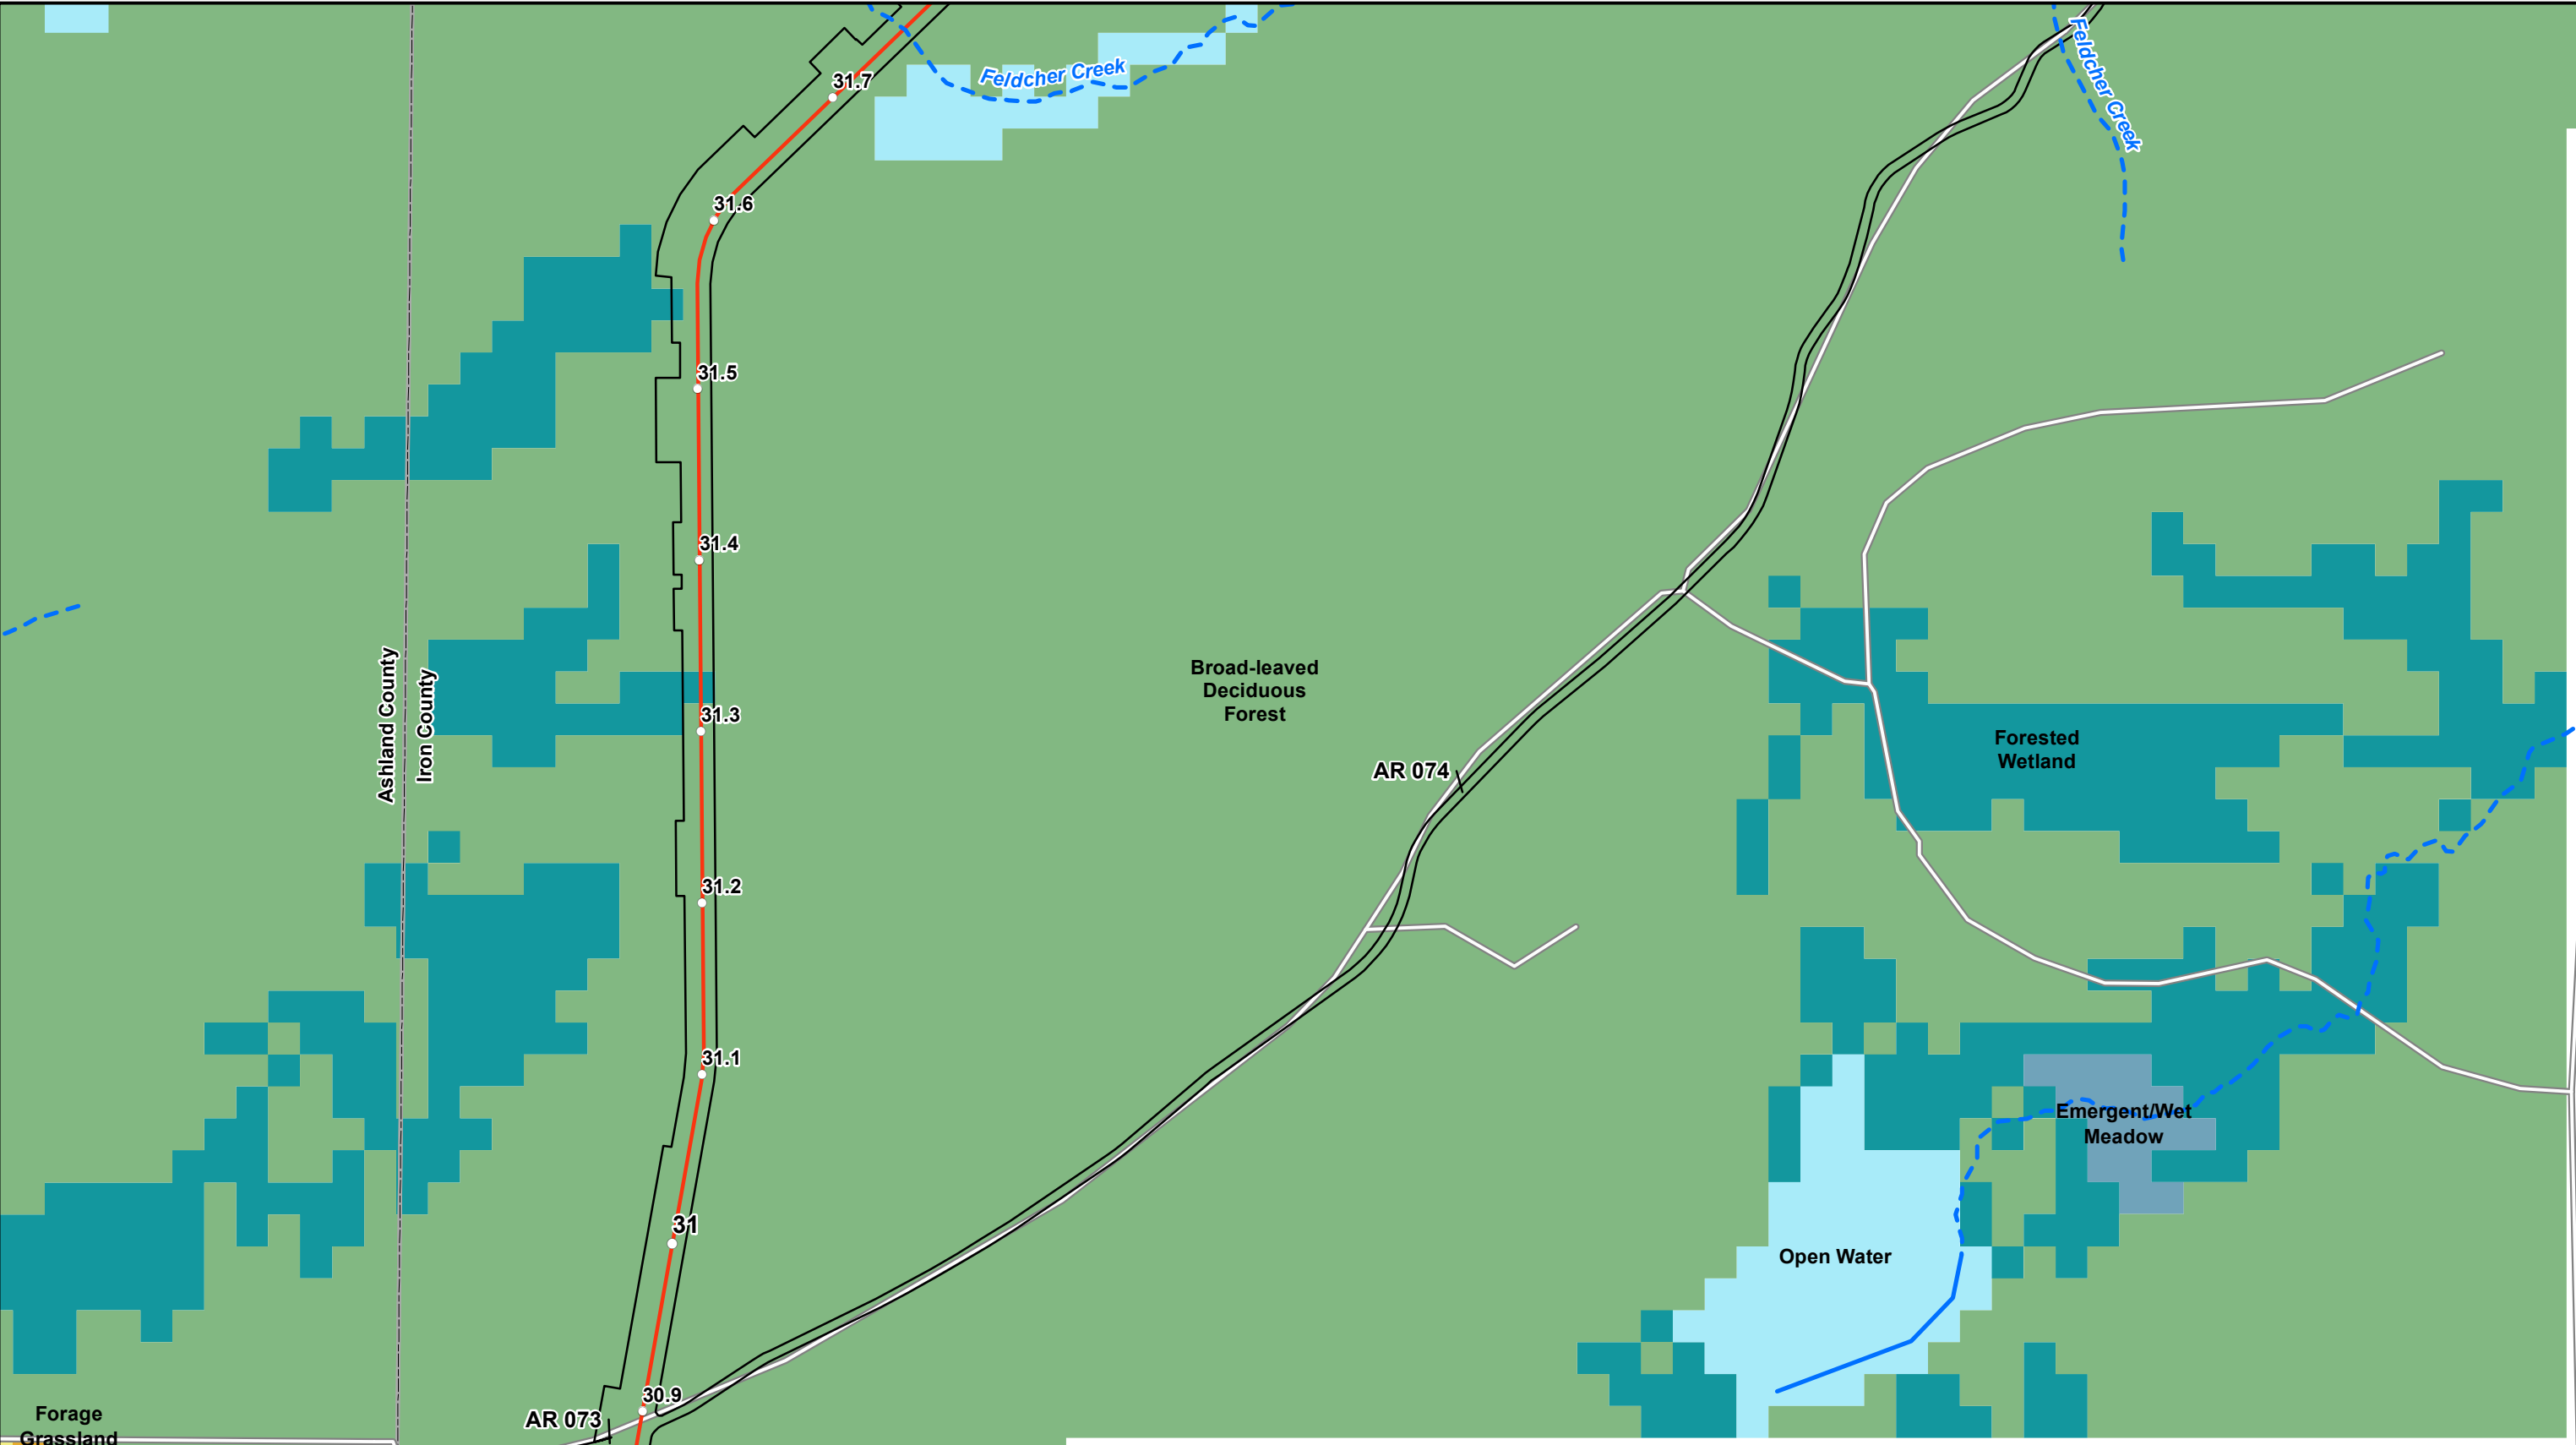 Feldcher Creek
Feldcher Creek
31.7
31.6
31.5
31.4
31.3
31.2
31.1
31
30.9
Ashland County
Iron County
Broad-leaved
Deciduous
Forest
AR 074
Forested
Wetland
Emergent/Wet
Meadow
Open Water
AR 073
Forage
Grassland